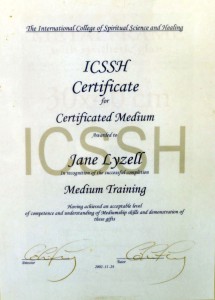 The International College of Spiritual Science and Healing
ICSSH
Certificate
for
Certificated Medium
Awarded to
ICSSH
Jane Lyzell
In recognition of the successful completion
Medium Training
Having achieved an acceptable level
of competence and understanding of Mediumship skills and demonstration of
these gifts